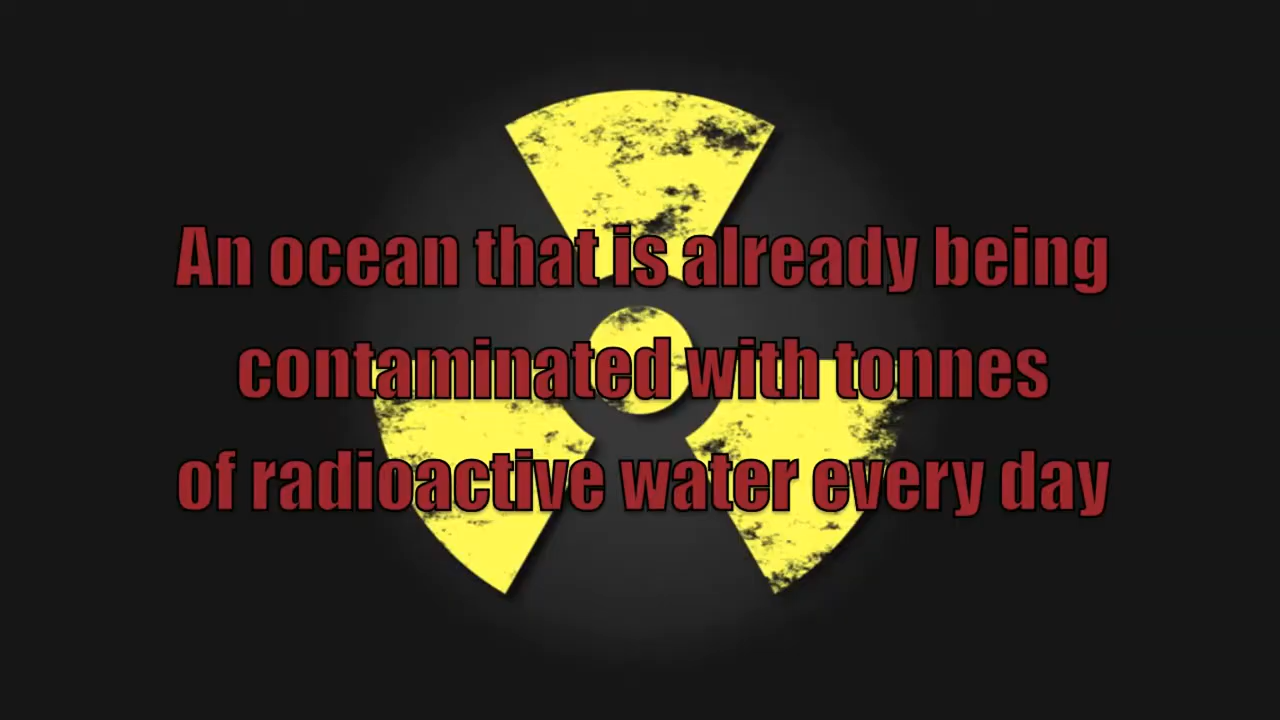 An ocean that is already being
contaminated with tonnes
of radioactive water every day